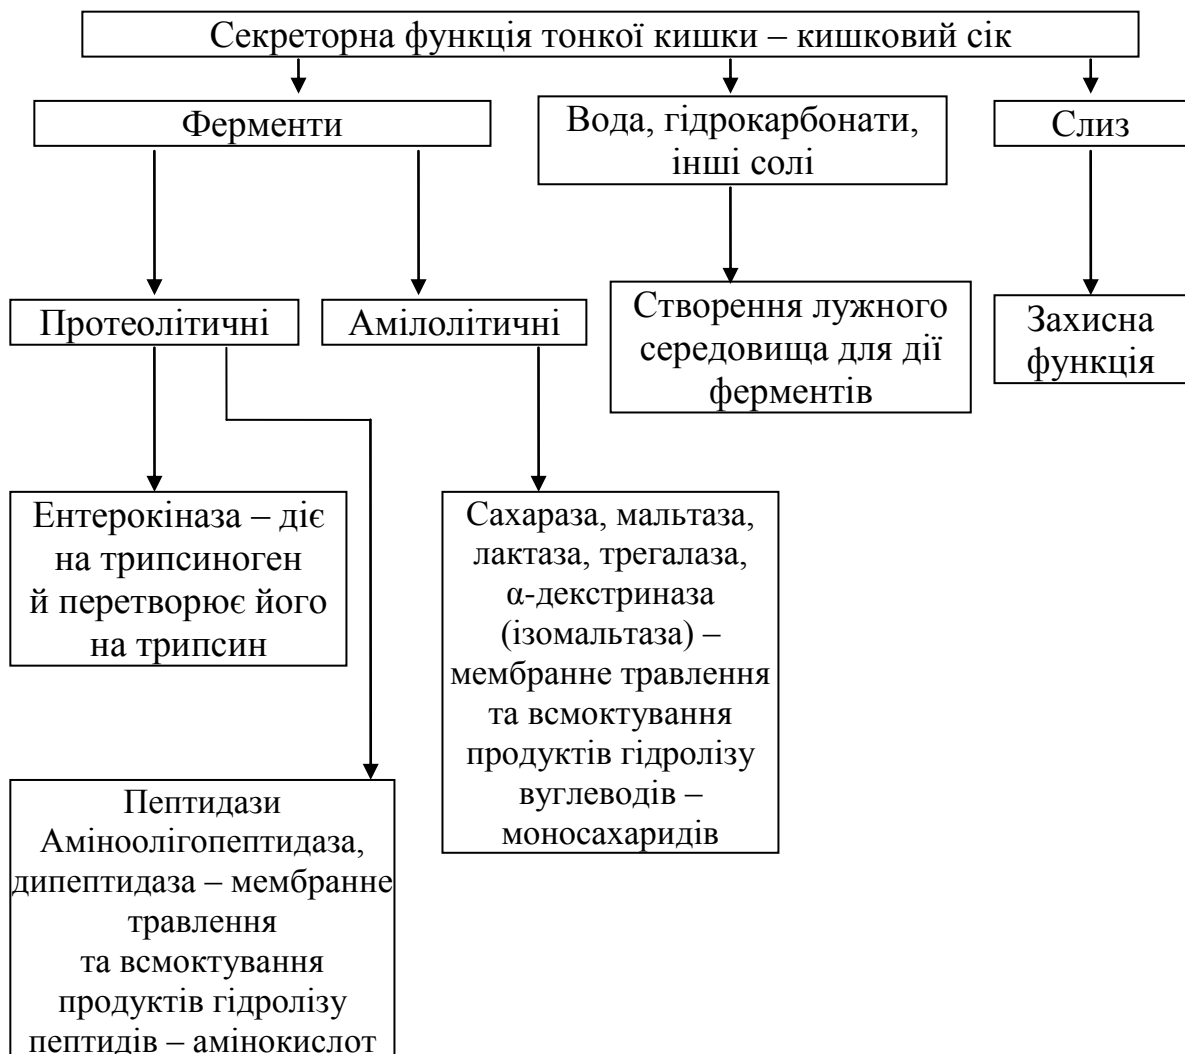 Секреторна функція тонкої кишки – кишковий сік
Ферменти
Вода, гідрокарбонати,
інші солі
Слиз
Протеолітичні
Амілолітичні
Створення лужного
середовища для дії
ферментів
Захисна
функція
Ентерокіназа – діє
на трипсиноген
й перетворює його
на трипсин
Сахараза, мальтаза,
лактаза, трегалаза,
α-декстриназа
(ізомальтаза) –
мембранне травлення
та всмоктування
продуктів гідролізу
вуглеводів –
моносахаридів
Пептидази
Аміноолігопептидаза,
дипептидаза – мембранне
травлення
та всмоктування
продуктів гідролізу
пептидів – амінокислот